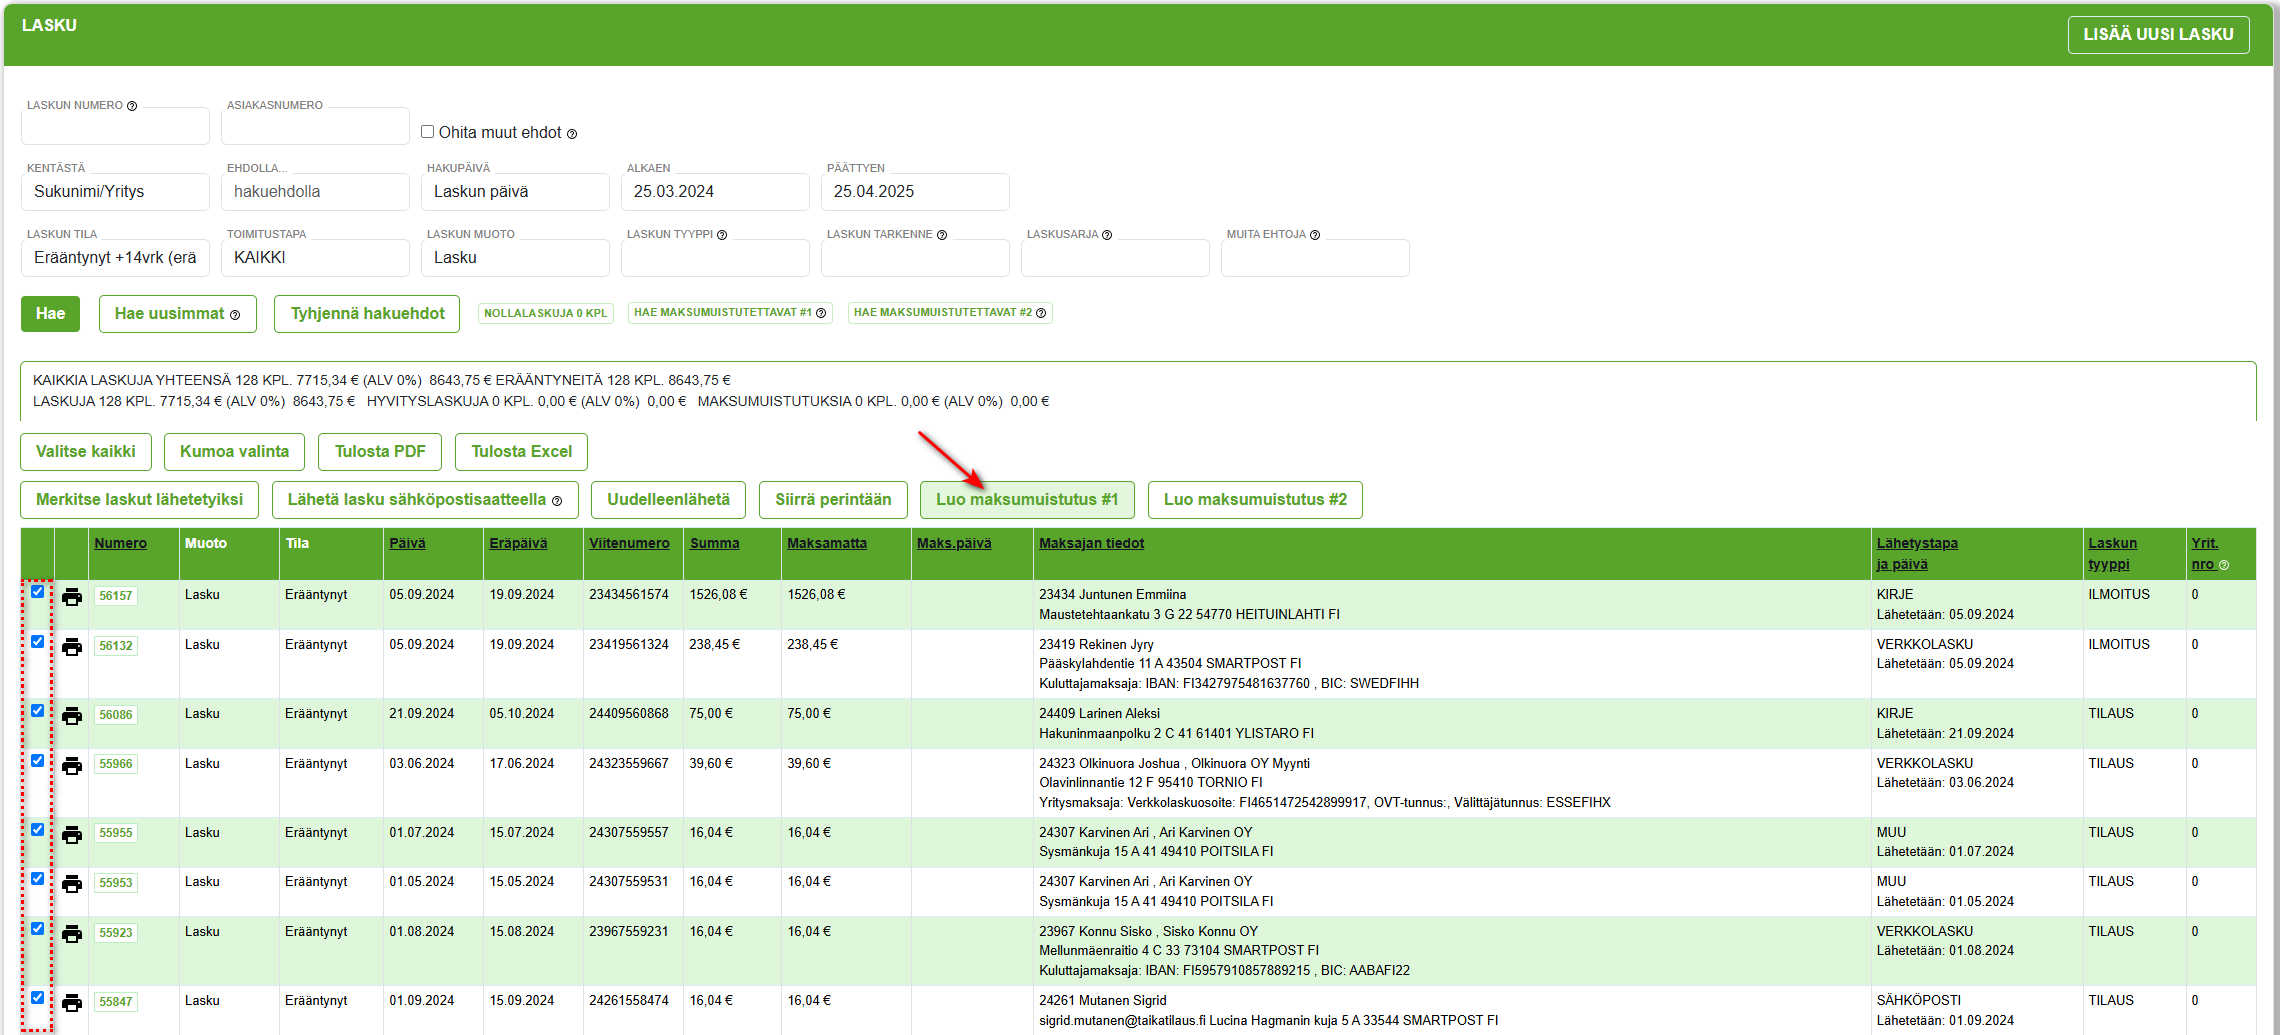 LASKU
LISÄÄ UUSI LASKU
LASKUN NUMERO ASIAKASNUMERO
Ohita muut ehdot
KENTÄSTÄ EHDOLLA... HAKUPÄIVÄ ALKAEN PÄÄTTYEN
Sukunimi/Yritys hakuehdolla Laskun päivä 25.03.2024 25.04.2025
LASKUN TILA TOIMITUSTAPA LASKUN MUOTO LASKUN TYYPPI LASKUN TARKENNE LASKUSARJA MUITA EHTOJA
Erääntynyt +14vrk (erä KAIKKI Lasku
Hae Hae uusimmat Tyhjennä hakuehdot NOLLALASKUJA 0 KPL HAE MAKSUMUISTUTETTAVAT #1 HAE MAKSUMUISTUTETTAVAT #2
KAIKKIA LASKUJA YHTEENSÄ 128 KPL. 7715,34 € (ALV 0%) 8643,75 € ERÄÄNTYNEITÄ 128 KPL. 8643,75 €
LASKUJA 128 KPL. 7715,34 € (ALV 0%) 8643,75 € HYVITYSLASKUJA 0 KPL. 0,00 € (ALV 0%) 0,00 € MAKSUMUISTUTUKSIA 0 KPL. 0,00 € (ALV 0%) 0,00 €
Valitse kaikki Kumoa valinta Tulosta PDF Tulosta Excel
Merkitse laskut lähetetyiksi Lähetä lasku sähköpostisaatteella Uudelleenlähetä Siirrä perintään Luo maksumuistutus #1 Luo maksumuistutus #2
Numero Muoto Tila Päivä Eräpäivä Viitenumero Summa Maksamatta Maks.päivä Maksajan tiedot Lähetystapa Laskun Yrit.
ja päivä tyyppi nro
56157 Lasku Erääntynyt 05.09.2024 19.09.2024 23434561574 1526,08 € 1526,08 € 23434 Juntunen Emmiina KIRJE ILMOITUS 0
Maustetehtaankatu 3 G 22 54770 HEITUINLAHTI FI Lähetetään: 05.09.2024
56132 Lasku Erääntynyt 05.09.2024 19.09.2024 23419561324 238,45 € 238,45 € 23419 Rekinen Jyry VERKKOLASKU ILMOITUS 0
Pääskylahdentie 11 A 43504 SMARTPOST FI Lähetetään: 05.09.2024
Kuluttajamaksaja: IBAN: FI3427975481637760 , BIC: SWEDFIHH
56086 Lasku Erääntynyt 21.09.2024 05.10.2024 24409560868 75,00 € 75,00 € 24409 Larinen Aleksi KIRJE TILAUS 0
Hakuninmaanpolku 2 C 41 61401 YLISTARO FI Lähetetään: 21.09.2024
55966 Lasku Erääntynyt 03.06.2024 17.06.2024 24323559667 39,60 € 39,60 € 24323 Olkinuora Joshua , Olkinuora OY Myynti VERKKOLASKU TILAUS 0
Olavinlinnantie 12 F 95410 TORNIO FI Lähetetään: 03.06.2024
Yritysmaksaja: Verkkolaskuosoite: FI4651472542899917, OVT-tunnus:, Välittäjätunnus: ESSEFIHX
55955 Lasku Erääntynyt 01.07.2024 15.07.2024 24307559557 16,04 € 16,04 € 24307 Karvinen Ari , Ari Karvinen OY MUU TILAUS 0
Sysmänkuja 15 A 41 49410 POITSILA FI Lähetetään: 01.07.2024
55953 Lasku Erääntynyt 01.05.2024 15.05.2024 24307559531 16,04 € 16,04 € 24307 Karvinen Ari , Ari Karvinen OY MUU TILAUS 0
Sysmänkuja 15 A 41 49410 POITSILA FI Lähetetään: 01.05.2024
55923 Lasku Erääntynyt 01.08.2024 15.08.2024 23967559231 16,04 € 16,04 € 23967 Konnu Sisko , Sisko Konnu OY VERKKOLASKU TILAUS 0
Mellunmäenraitio 4 C 33 73104 SMARTPOST FI Lähetetään: 01.08.2024
Kuluttajamaksaja: IBAN: FI5957910857889215 , BIC: AABAFI22
55847 Lasku Erääntynyt 01.09.2024 15.09.2024 24261558474 16,04 € 16,04 € 24261 Mutanen Sigrid SÄHKÖPOSTI TILAUS 0
sigrid.mutanen@taikatilaus.fi Lucina Hagmanin kuja 5 A 33544 SMARTPOST FI Lähetetään: 01.09.2024